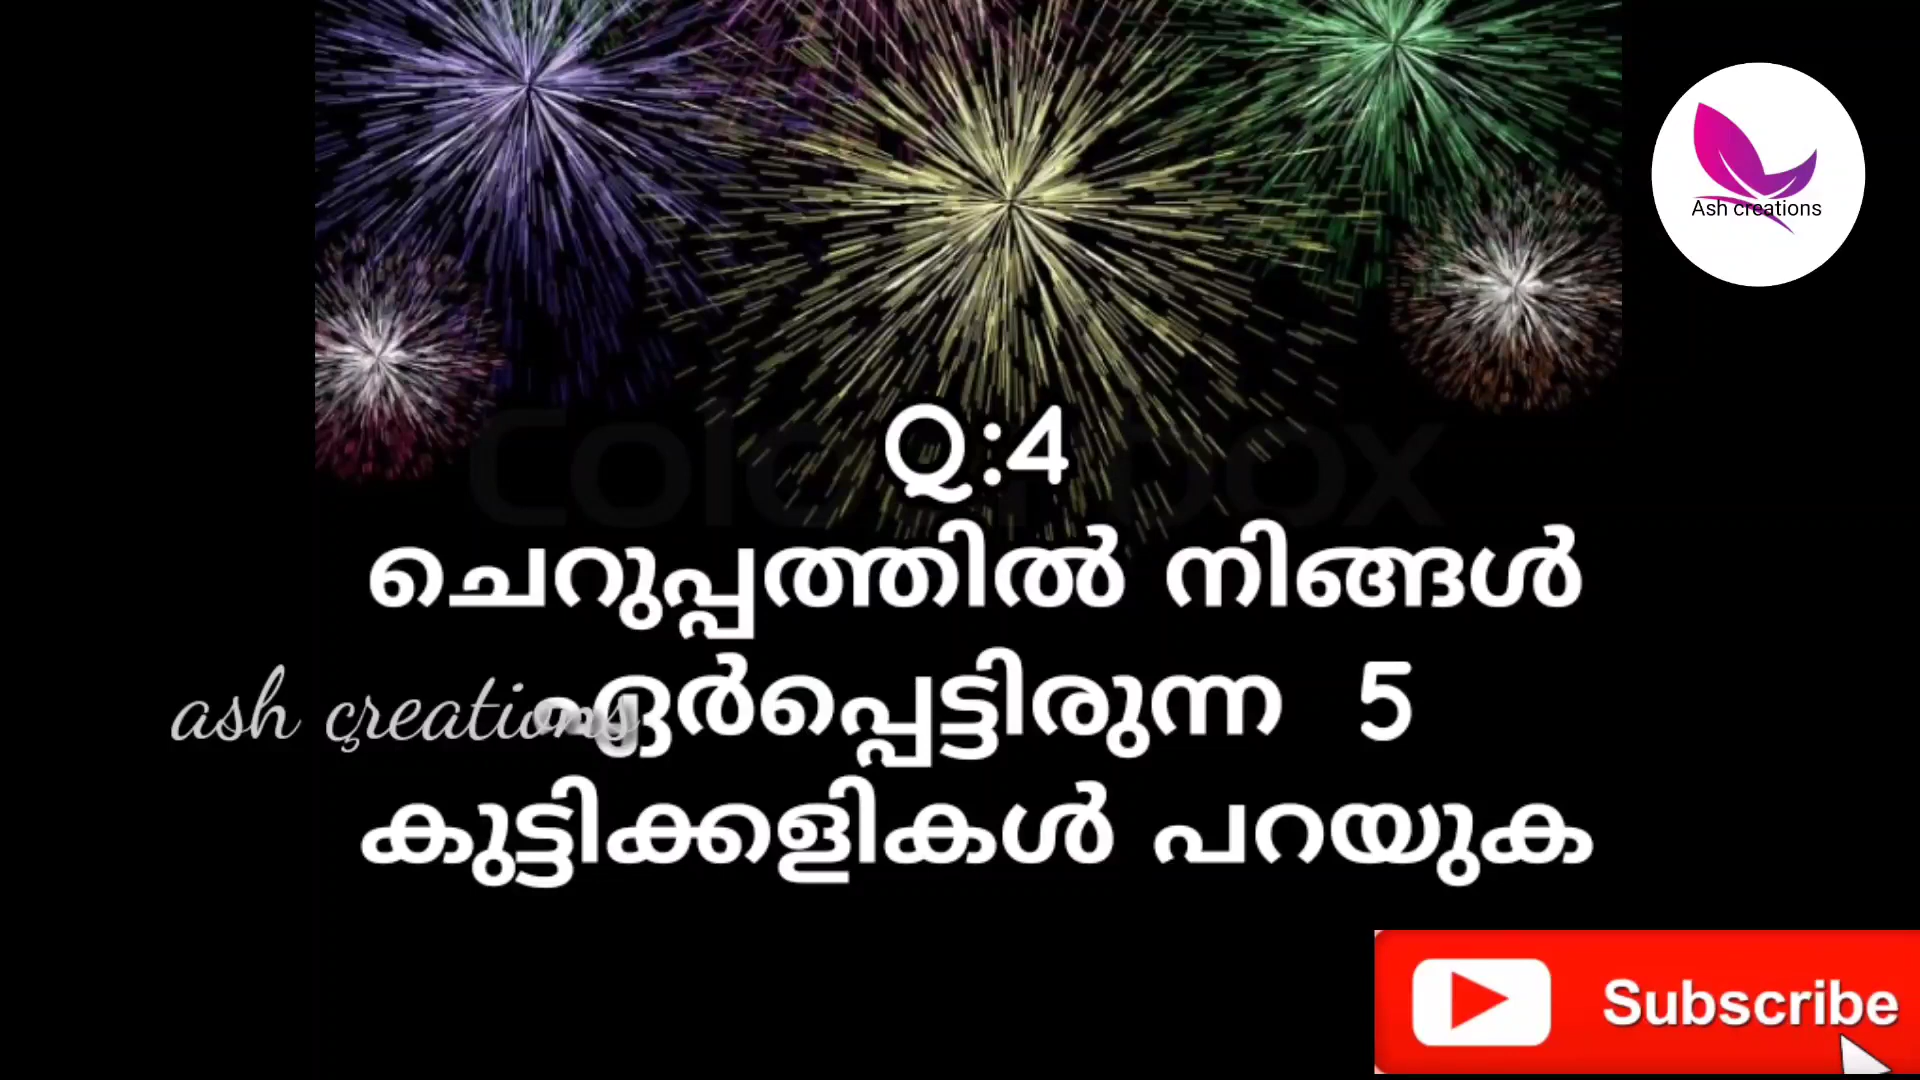 Ash creations
Q:4
ചെറുപ്പത്തിൽ നിങ്ങൾ
ഏർപ്പെട്ടിരുന്ന 5
ash creations
കുട്ടിക്കളികൾ പറയുക
Subscribe